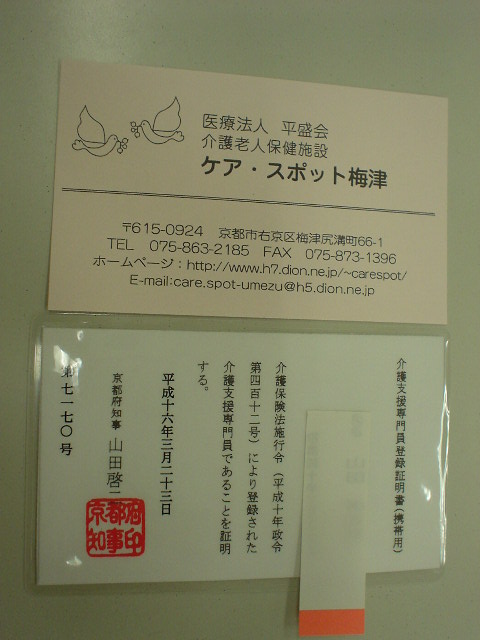 医療法人 平盛会
介護老人保健施設
ケア・スポット梅津
〒615-0924 京都市右京区梅津尻溝町66-1
TEL 075-863-2185 FAX 075-873-1396
ホームページ：http://www.h7.dion.ne.jp/~carespot/
E-mail:care.spot-umezu@h5.dion.ne.jp
介護支援専門員登録証明書(携帯用)
介護保険法施行令（平成十年政令
第四百十二号）により登録された
介護支援専門員であることを証明
する。
平成十六年三月二十三日
京都府知事 山田啓二
京都府
知事印
第七一七〇号